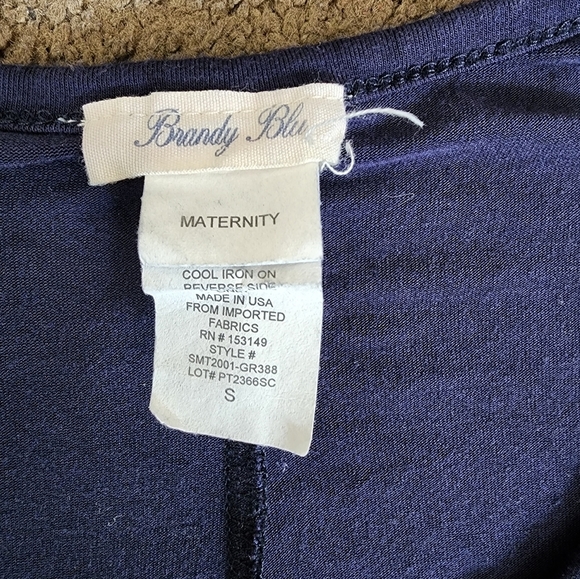 Brandy Blue
MATERNITY
COOL IRON ON
REVERSE SIDE
MADE IN USA
FROM IMPORTED
FABRICS
RN # 153149
STYLE #
SMT2001-GR388
LOT# PT2366SC
S